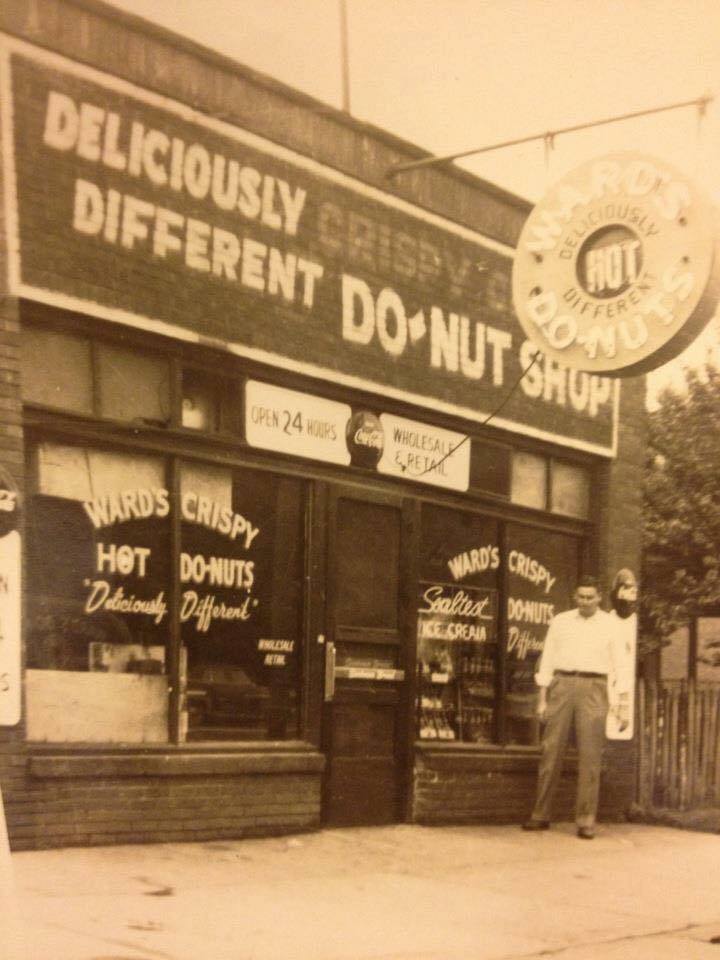 DELICIOUSLY
DIFFERENT
CRISPY
DO-NUT SHOP
WARD'S
DELICIOUSLY
HOT
DIFFERENT
DO-NUTS
OPEN 24 HOURS
Coca-Cola
WHOLESALE
& RETAIL
WARD'S CRISPY
HOT DO-NUTS
"Deliciously Different"
WHOLESALE
RETAIL
WARD'S CRISPY
Sealtest
ICE CREAM
DO-NUTS
Different